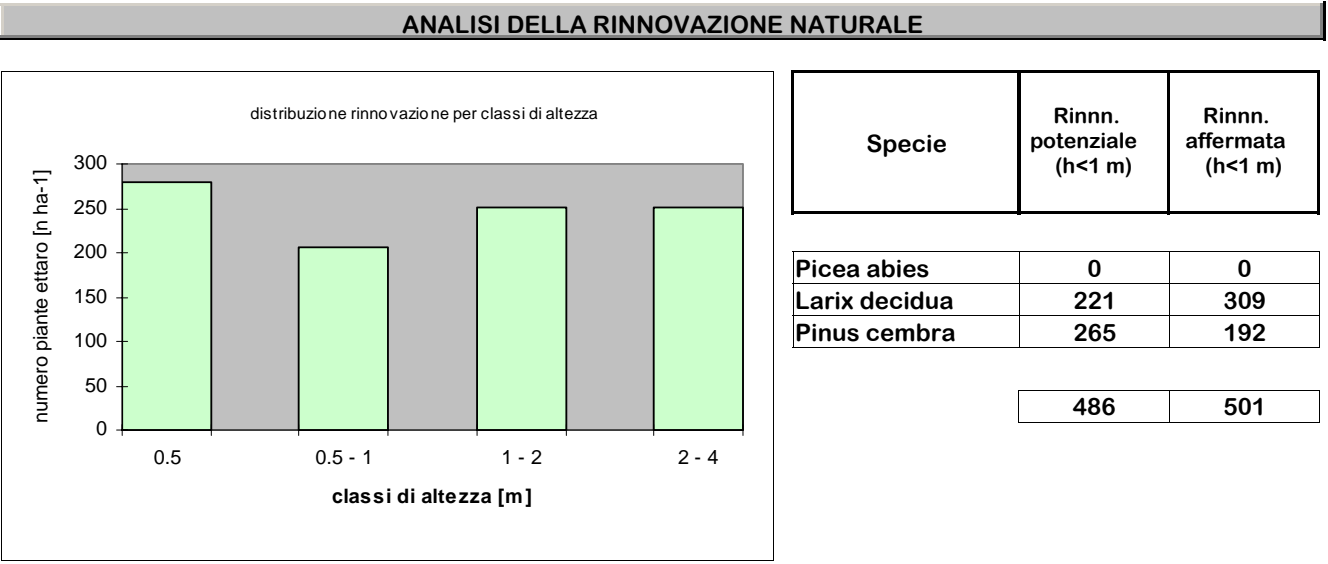 ANALISI DELLA RINNOVAZIONE NATURALE
distribuzione rinnovazione per classi di altezza
numero piante ettaro [n ha-1]
300
250
200
150
100
50
0
0.5 0.5 - 1 1 - 2 2 - 4
classi di altezza [m]
Specie
Rinnn.
potenziale
(h<1 m)
Rinnn.
affermata
(h<1 m)
Picea abies 0 0
Larix decidua 221 309
Pinus cembra 265 192
486 501